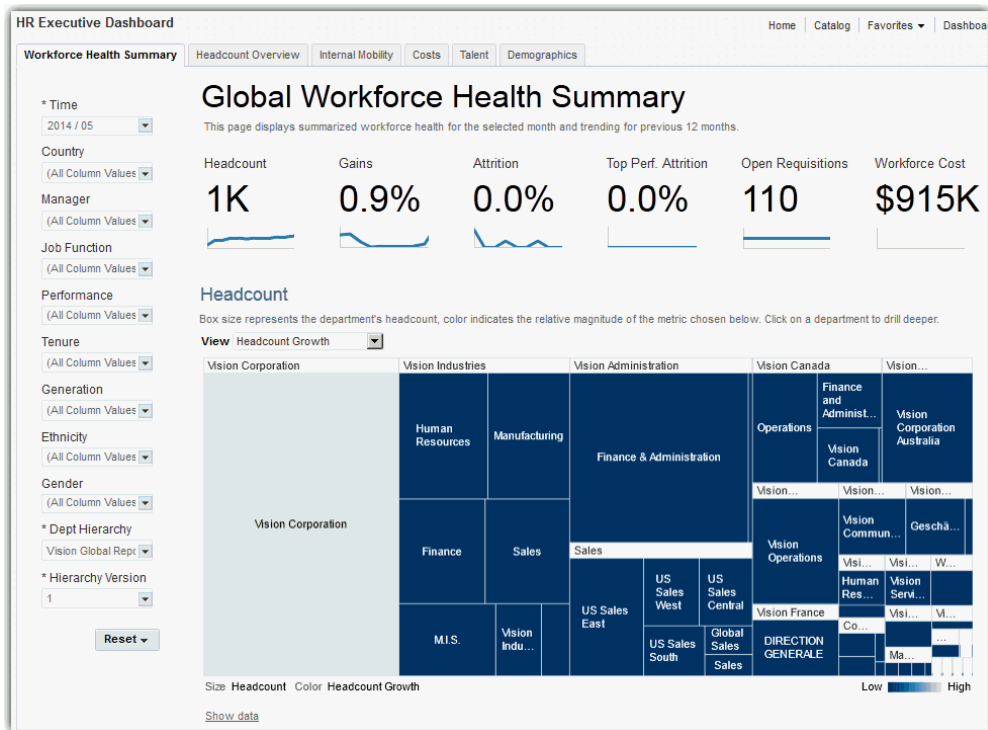 HR Executive Dashboard
Home Catalog Favorites Dashboa
Workforce Health Summary Headcount Overview Internal Mobility Costs Talent Demographics
* Time
2014 / 05
Country
(All Column Values
Manager
(All Column Values
Job Function
(All Column Values
Performance
(All Column Values
Tenure
(All Column Values
Generation
(All Column Values
Ethnicity
(All Column Values
Gender
(All Column Values
* Dept Hierarchy
Vision Global Repo
* Hierarchy Version
1
Reset
Global Workforce Health Summary
This page displays summarized workforce health for the selected month and trending for previous 12 months.
Headcount Gains Attrition Top Perf. Attrition Open Requisitions Workforce Cost
1K 0.9% 0.0% 0.0% 110 $915K
Headcount
Box size represents the department's headcount, color indicates the relative magnitude of the metric chosen below. Click on a department to drill deeper.
View Headcount Growth
Vision Corporation
Vision Corporation
Vision Industries
Human
Resources
Manufacturing
Finance
Sales
M.I.S.
Vision
Indu...
Vision Administration
Finance & Administration
Sales
US Sales
East
US
Sales
West
US
Sales
Central
US Sales
South
Global
Sales
Sales
Vision Canada
Operations
Finance
and
Administ...
Vision
Canada
Vision...
Vision
Corporation
Australia
Vision...
Vision
Operations
Vision...
Vision
Commun...
Vision...
Geschä...
Visi...
Human
Res...
Visi...
Vision
Servi...
W...
Vision France
DIRECTION
GENERALE
Co...
Visi...
Vi...
...
Ma...
Size Headcount Color Headcount Growth
Low High
Show data